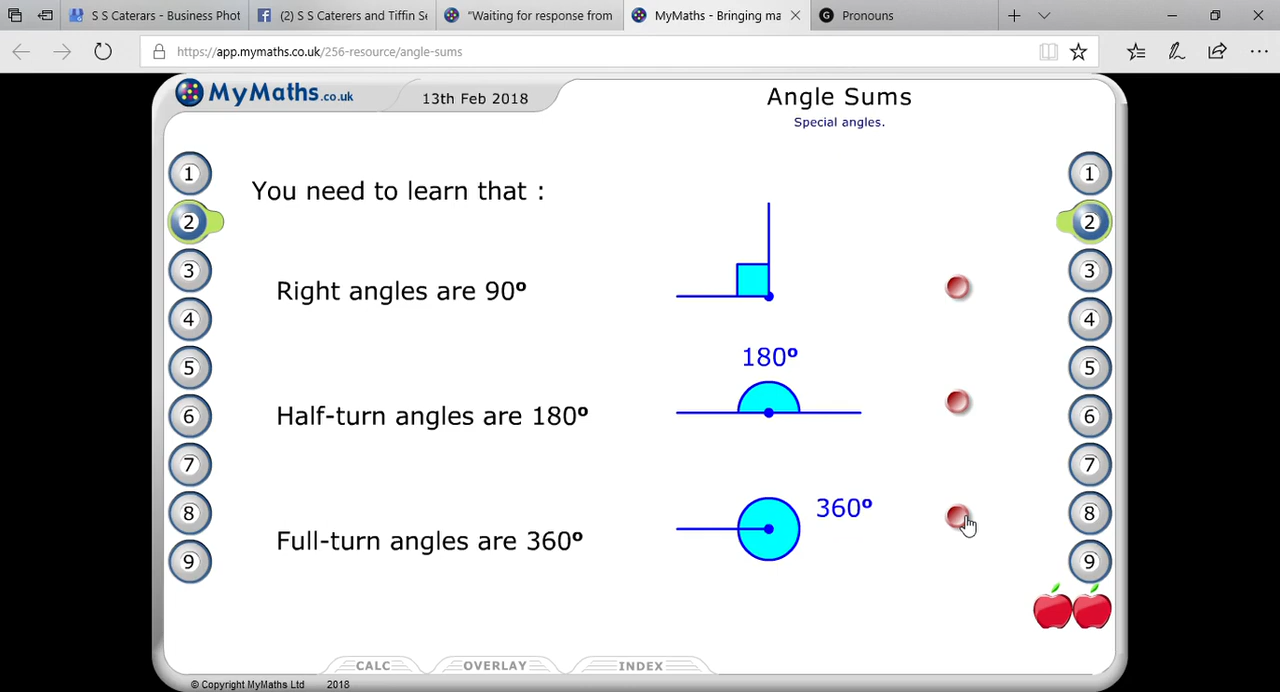 S S Caterars - Business Phot
(2) S S Caterers and Tiffin Se
"Waiting for response from
MyMaths - Bringing ma
G Pronouns
https://app.mymaths.co.uk/256-resource/angle-sums
MyMaths.co.uk
13th Feb 2018
Angle Sums
Special angles.
You need to learn that :
Right angles are 90º
180º
Half-turn angles are 180º
360º
Full-turn angles are 360º
1
2
3
4
5
6
7
8
9
1
2
3
4
5
6
7
8
9
CALC
OVERLAY
INDEX
© Copyright MyMaths Ltd 2018